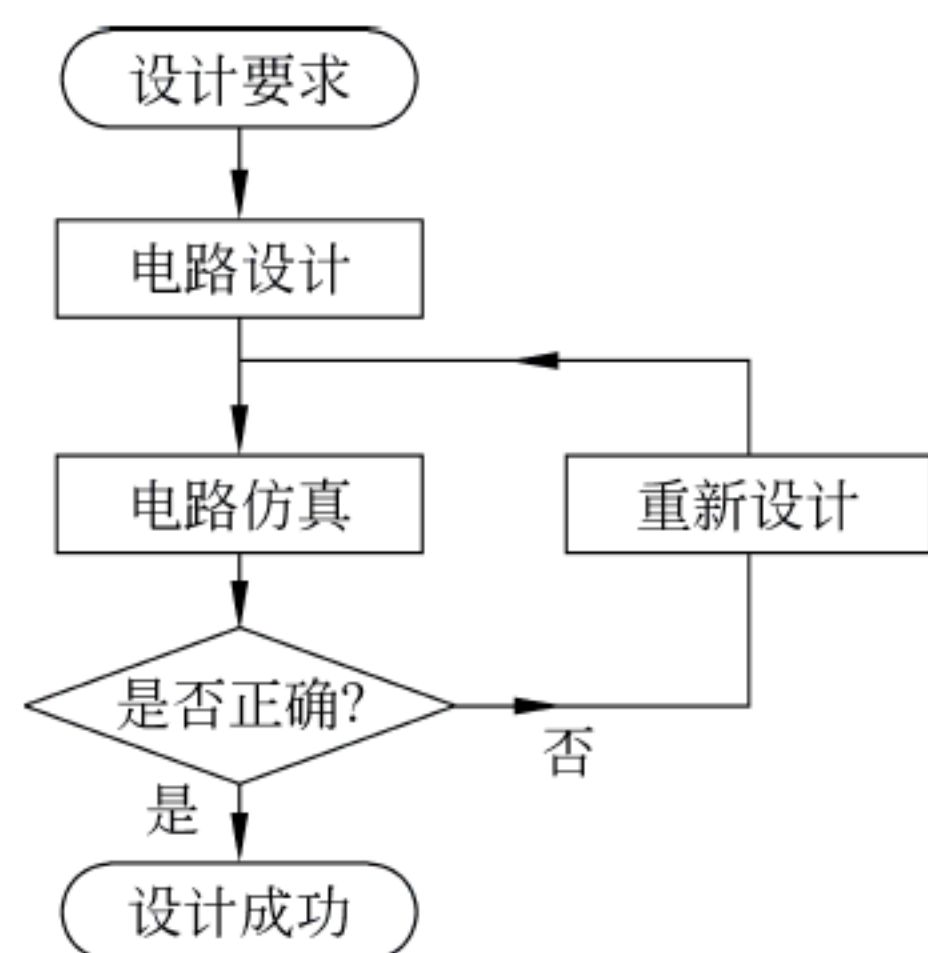 设计要求
电路设计
电路仿真
重新设计
是否正确?
否
是
设计成功